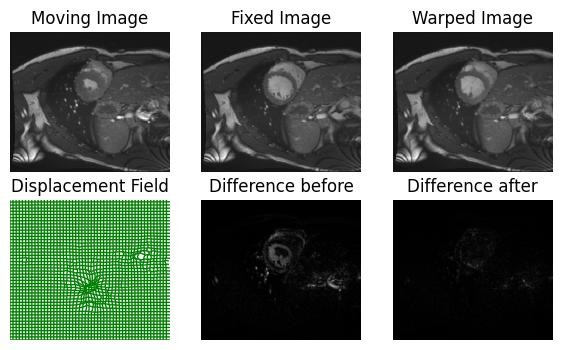 Moving Image
Fixed Image
Warped Image
Displacement Field
Difference before
Difference after